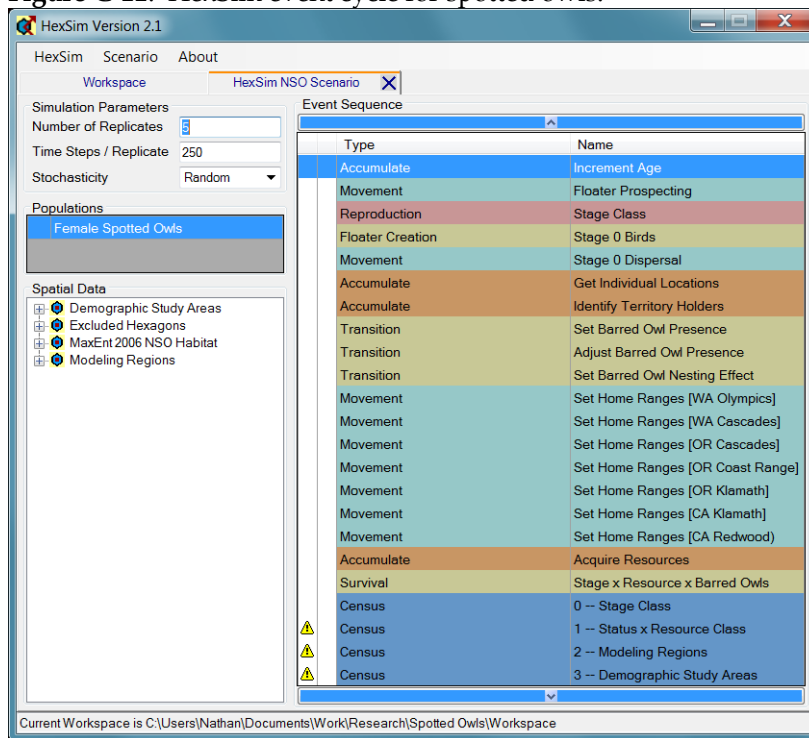 Figure C-11. HexSim event cycle for spotted owls.
HexSim Version 2.1
HexSim Scenario About
Workspace HexSim NSO Scenario
Simulation Parameters
Number of Replicates 5
Time Steps / Replicate 250
Stochasticity Random
Populations
Female Spotted Owls
Spatial Data
Demographic Study Areas
Excluded Hexagons
MaxEnt 2006 NSO Habitat
Modeling Regions
Event Sequence
Type Name
Accumulate Increment Age
Movement Floater Prospecting
Reproduction Stage Class
Floater Creation Stage 0 Birds
Movement Stage 0 Dispersal
Accumulate Get Individual Locations
Accumulate Identify Territory Holders
Transition Set Barred Owl Presence
Transition Adjust Barred Owl Presence
Transition Set Barred Owl Nesting Effect
Movement Set Home Ranges [WA Olympics]
Movement Set Home Ranges [WA Cascades]
Movement Set Home Ranges [OR Cascades]
Movement Set Home Ranges [OR Coast Range]
Movement Set Home Ranges [OR Klamath]
Movement Set Home Ranges [CA Klamath]
Movement Set Home Ranges [CA Redwood)
Accumulate Acquire Resources
Survival Stage x Resource x Barred Owls
Census 0 -- Stage Class
Census 1 -- Status x Resource Class
Census 2 -- Modeling Regions
Census 3 -- Demographic Study Areas
Current Workspace is C:\Users\Nathan\Documents\Work\Research\Spotted Owls\Workspace